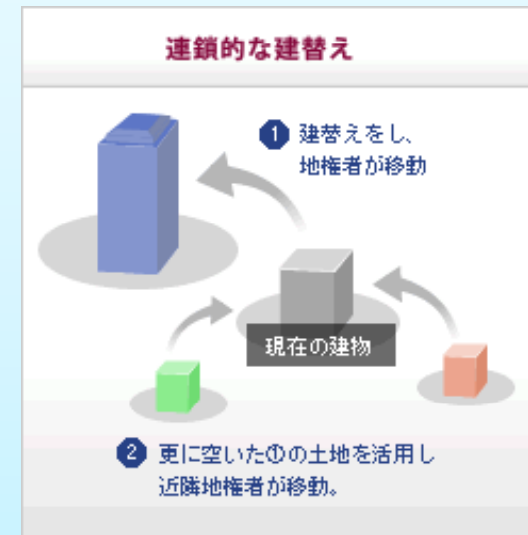 連鎖的な建替え
1 建替えをし、
地権者が移動
現在の建物
2 更に空いた①の土地を活用し
近隣地権者が移動。